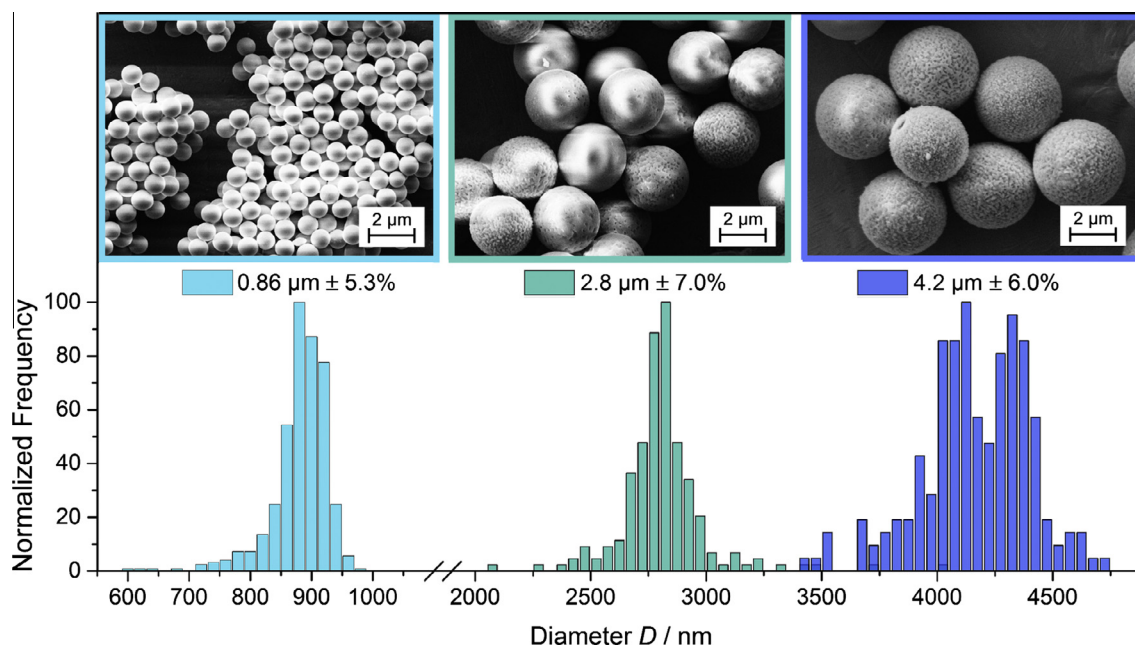 2 µm
2 µm
2 µm
0.86 µm ± 5.3%
2.8 µm ± 7.0%
4.2 µm ± 6.0%
Normalized Frequency
100
80
60
40
20
0
600 700 800 900 1000 2000 2500 3000 3500 4000 4500
Diameter D / nm